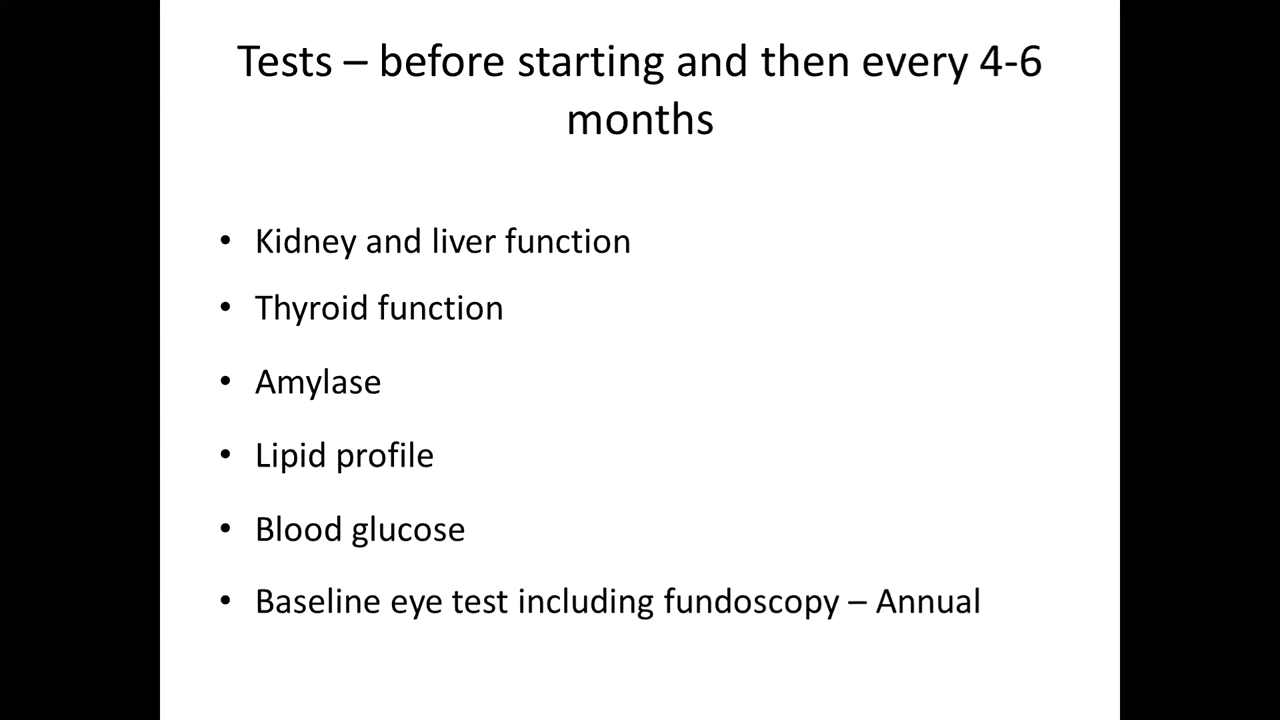 Tests – before starting and then every 4-6
months
• Kidney and liver function
• Thyroid function
• Amylase
• Lipid profile
• Blood glucose
• Baseline eye test including fundoscopy – Annual